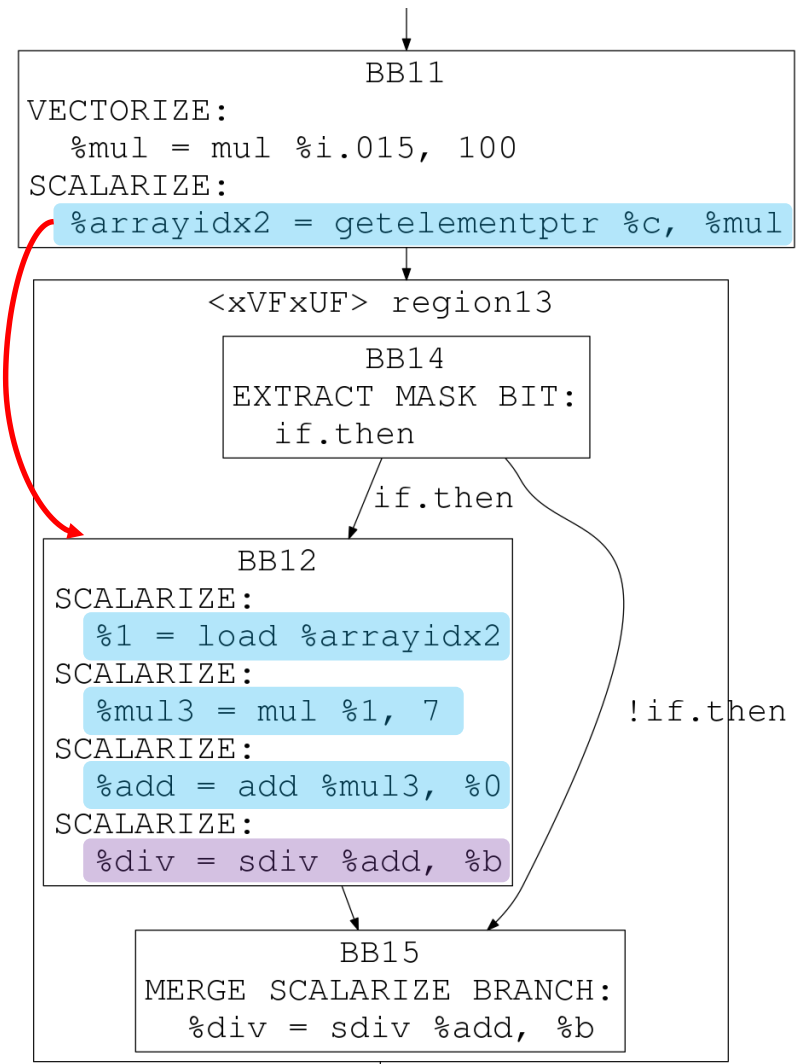 BB11
VECTORIZE:
%mul = mul %i.015, 100
SCALARIZE:
%arrayidx2 = getelementptr %c, %mul
<xVFxUF> region13
BB14
EXTRACT MASK BIT:
if.then
if.then
BB12
SCALARIZE:
%1 = load %arrayidx2
SCALARIZE:
%mul3 = mul %1, 7
!if.then
SCALARIZE:
%add = add %mul3, %0
SCALARIZE:
%div = sdiv %add, %b
BB15
MERGE SCALARIZE BRANCH:
%div = sdiv %add, %b